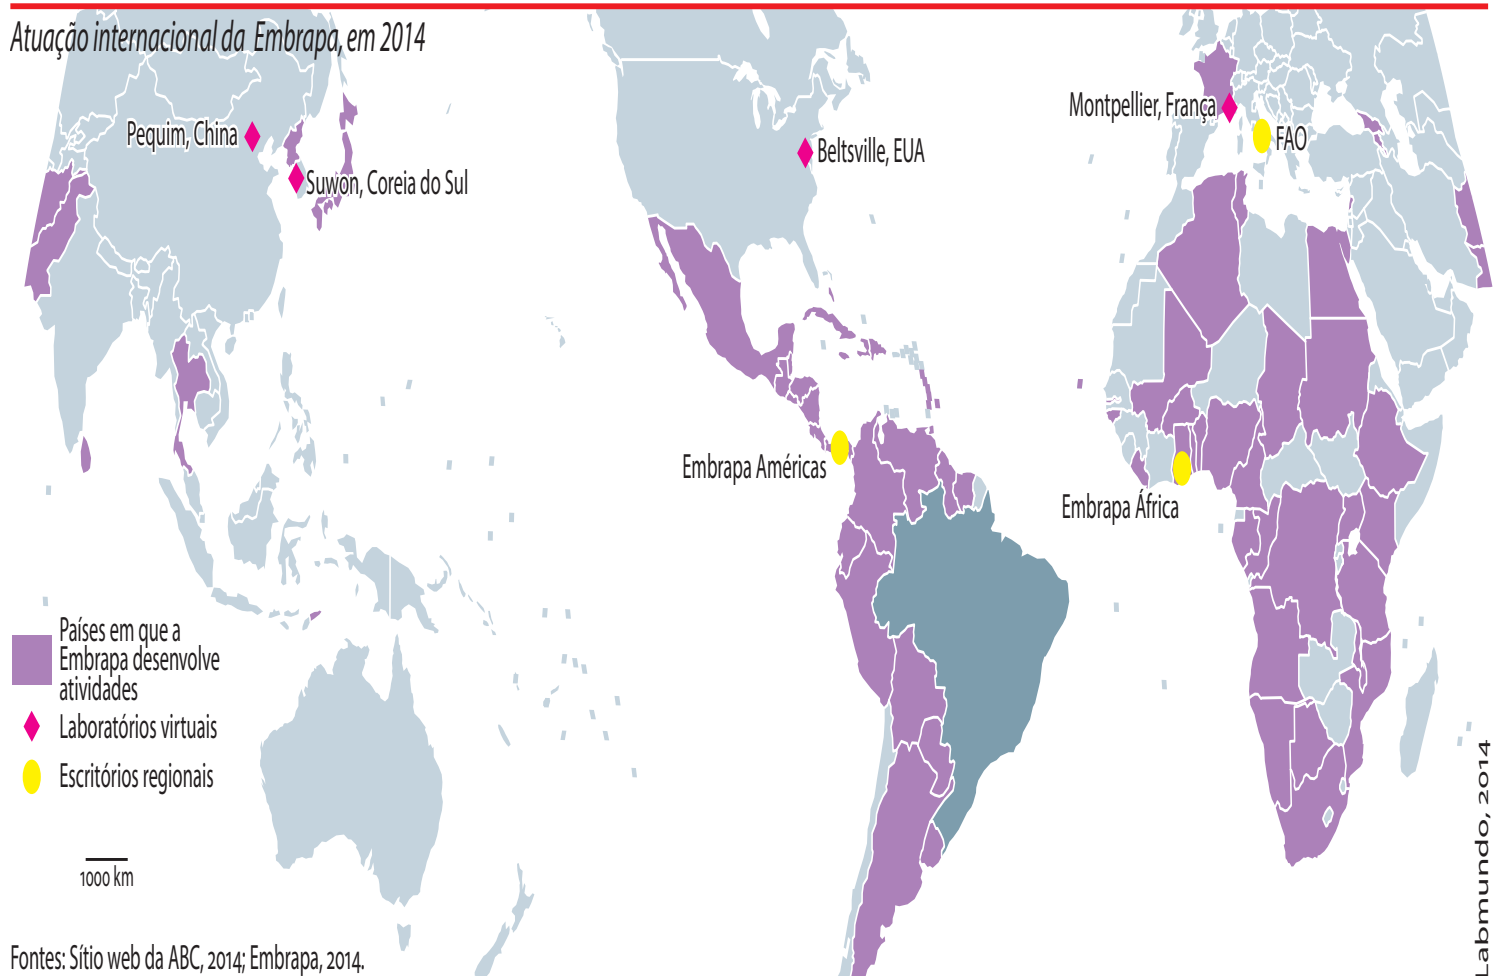 Atuação internacional da Embrapa, em 2014
Pequim, China
Suwon, Coreia do Sul
Beltsville, EUA
Montpellier, França
FAO
Embrapa Américas
Embrapa África
Países em que a
Embrapa desenvolve
atividades
Laboratórios virtuais
Escritórios regionais
1000 km
Fontes: Sítio web da ABC, 2014; Embrapa, 2014.
Labmundo, 2014